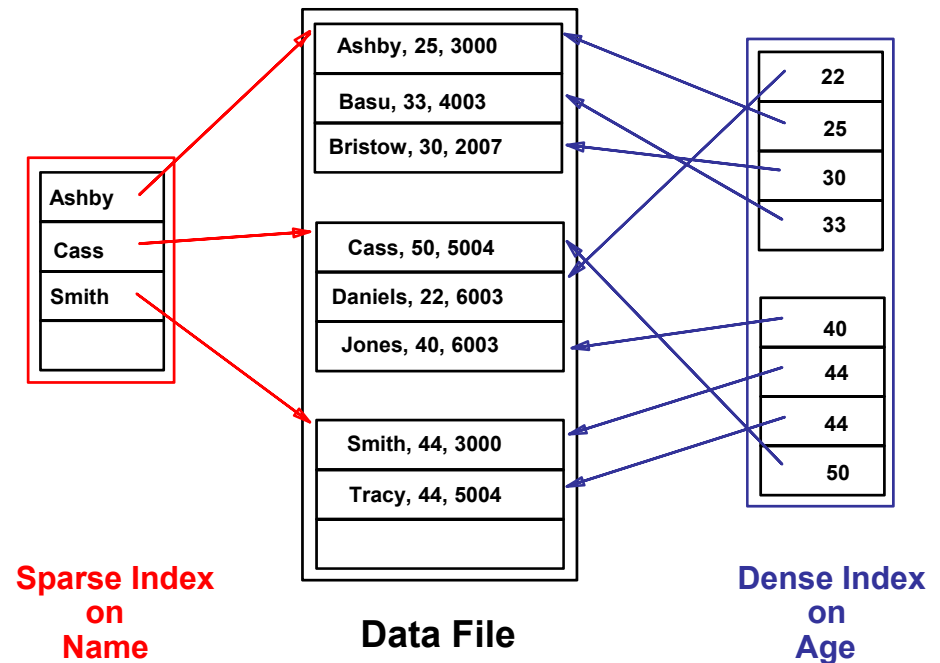 Ashby
Cass
Smith
Sparse Index
on
Name
Ashby, 25, 3000
Basu, 33, 4003
Bristow, 30, 2007
Cass, 50, 5004
Daniels, 22, 6003
Jones, 40, 6003
Smith, 44, 3000
Tracy, 44, 5004
Data File
22
25
30
33
40
44
44
50
Dense Index
on
Age